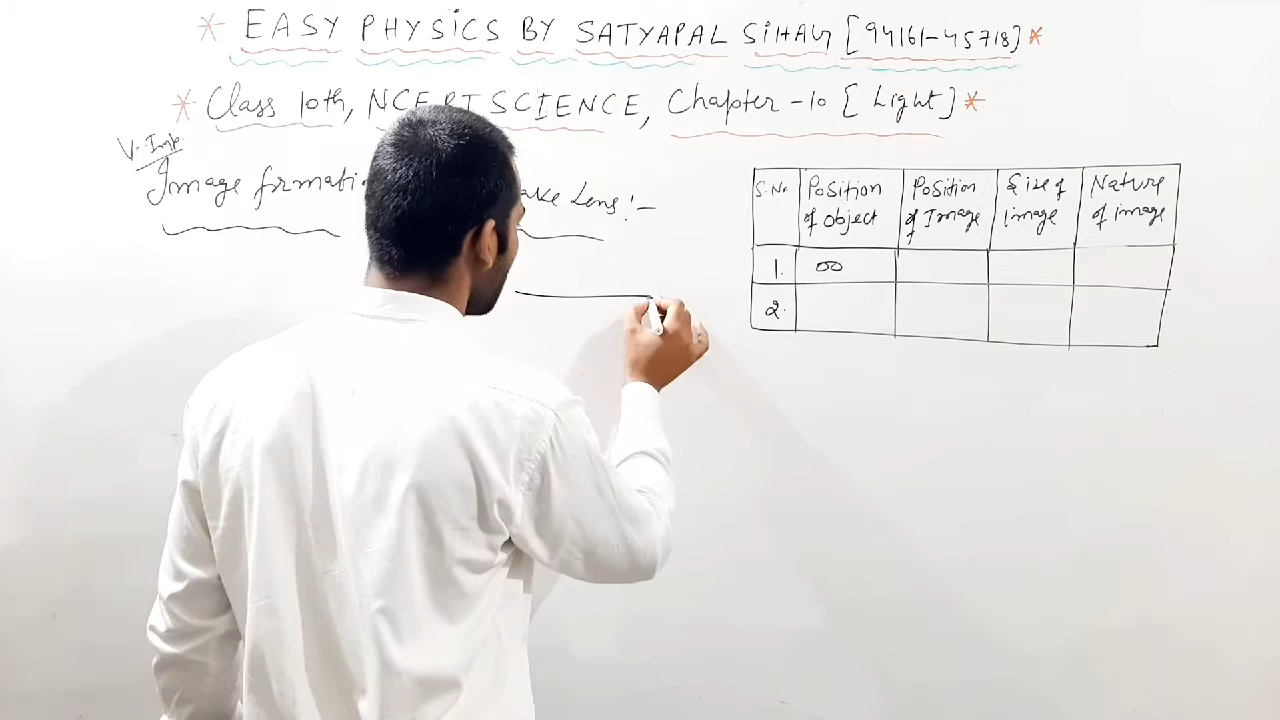 * EASY PHYSICS BY SATYAPAL SIHAG [94161-45718] *
* Class 10th, NCERT SCIENCE, Chapter - 10 [Light] *
V. Imp.
Image formati ave Lens! -
S.Nr Position of Object Position of Image Size of image Nature of image
1. ∞
2.